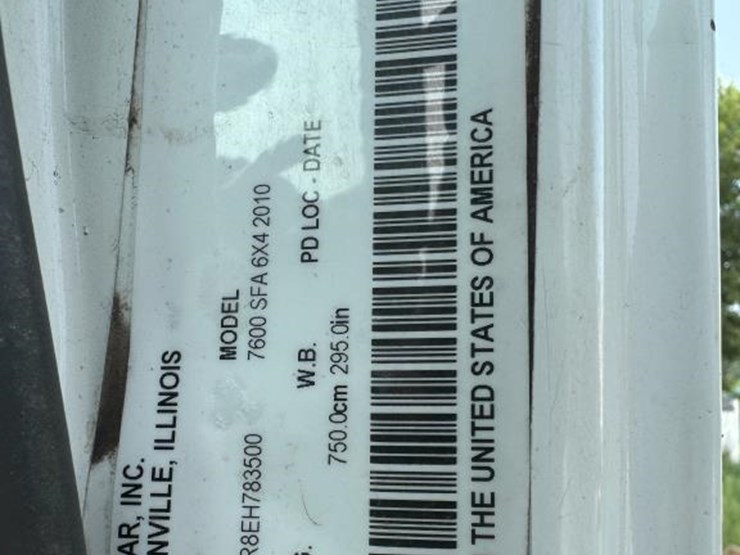 AR, INC.
NVILLE, ILLINOIS
MODEL
R8EH783500 7600 SFA 6X4 2010
W.B. PD LOC - DATE
750.0cm 295.0in
THE UNITED STATES OF AMERICA